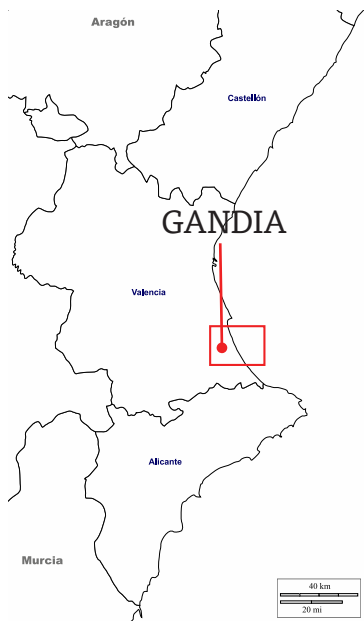 Aragón
Castellón
GANDIA
Valencia
Alicante
Murcia
40 km
20 mi